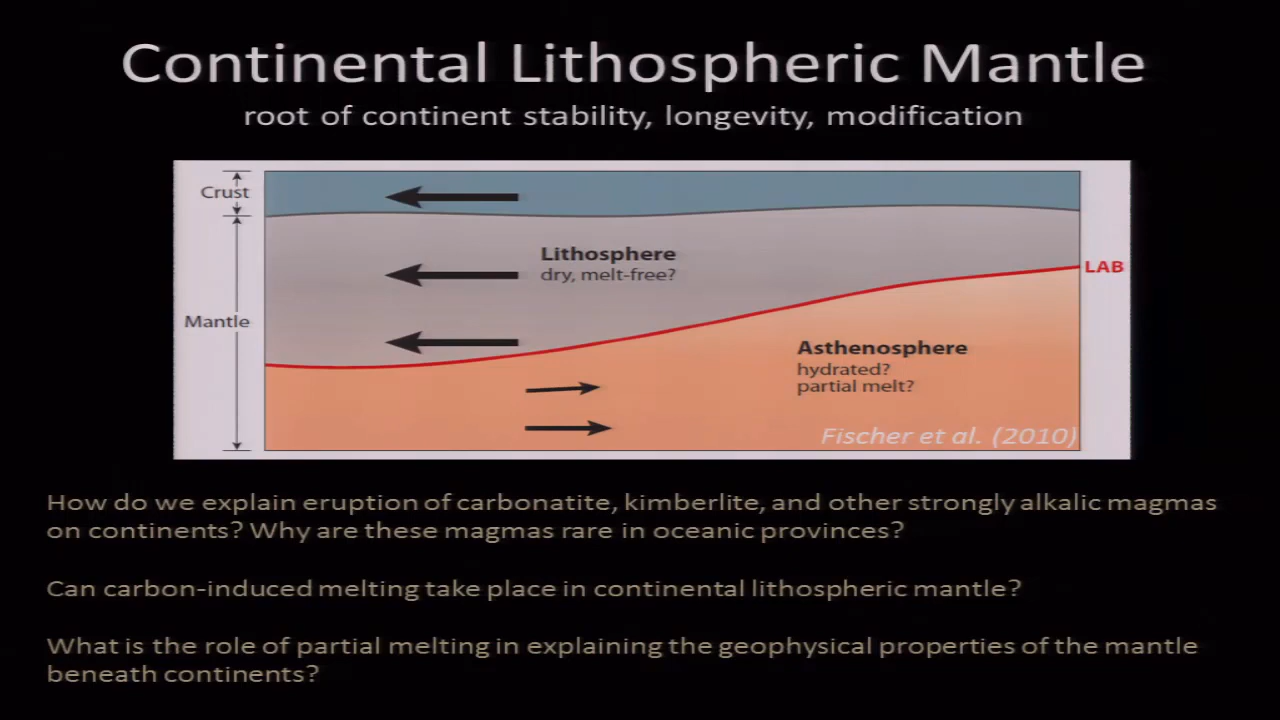 Continental Lithospheric Mantle
root of continent stability, longevity, modification
Crust
Lithosphere
dry, melt-free?
LAB
Mantle
Asthenosphere
hydrated?
partial melt?
Fischer et al. (2010)
How do we explain eruption of carbonatite, kimberlite, and other strongly alkalic magmas
on continents? Why are these magmas rare in oceanic provinces?
Can carbon-induced melting take place in continental lithospheric mantle?
What is the role of partial melting in explaining the geophysical properties of the mantle
beneath continents?